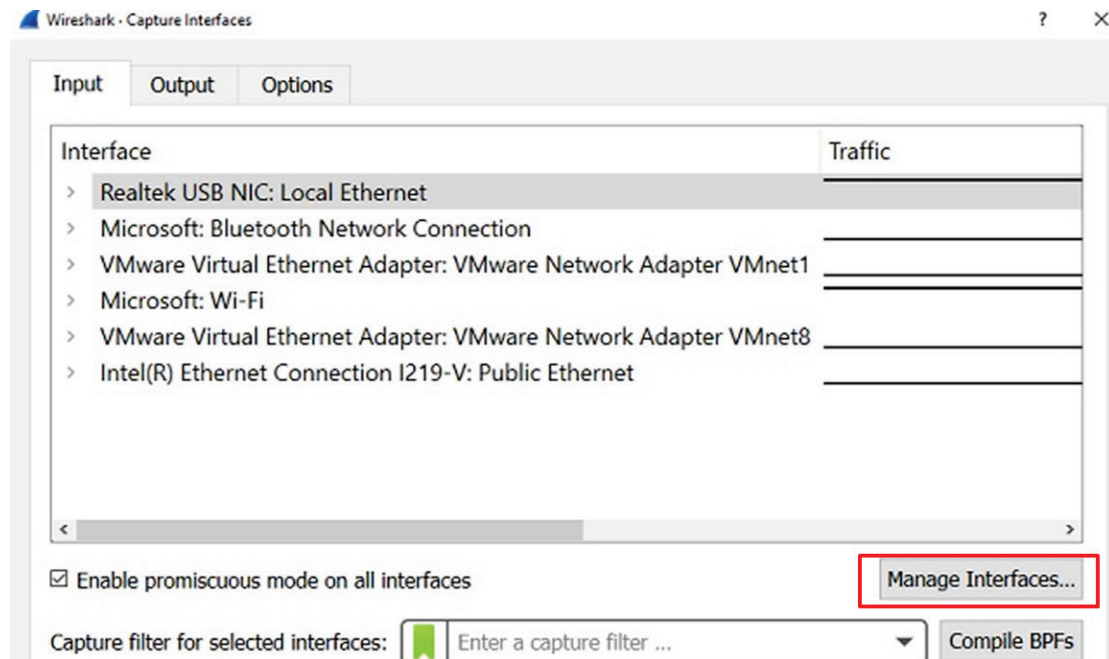 Wireshark · Capture Interfaces
? X
Input Output Options
Interface Traffic
Realtek USB NIC: Local Ethernet
Microsoft: Bluetooth Network Connection
VMware Virtual Ethernet Adapter: VMware Network Adapter VMnet1
Microsoft: Wi-Fi
VMware Virtual Ethernet Adapter: VMware Network Adapter VMnet8
Intel(R) Ethernet Connection I219-V: Public Ethernet
Enable promiscuous mode on all interfaces Manage Interfaces...
Capture filter for selected interfaces: Enter a capture filter ... Compile BPFs